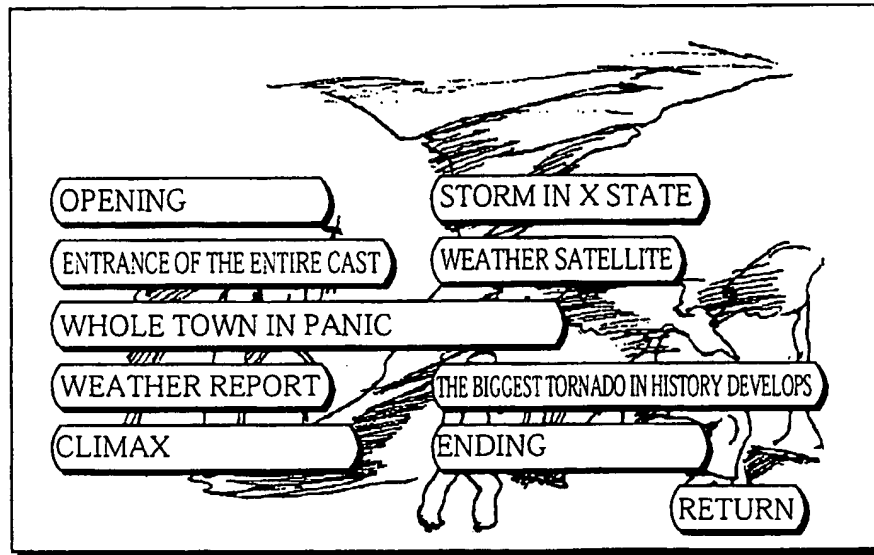 OPENING
STORM IN X STATE
ENTRANCE OF THE ENTIRE CAST
WEATHER SATELLITE
WHOLE TOWN IN PANIC
WEATHER REPORT
THE BIGGEST TORNADO IN HISTORY DEVELOPS
CLIMAX
ENDING
RETURN